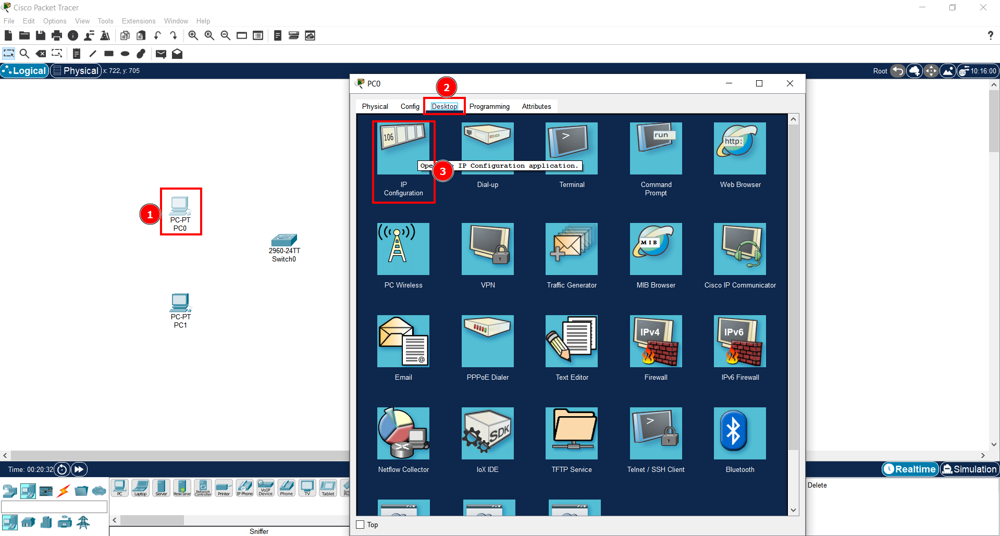 Cisco Packet Tracer
File Edit Options View Tools Extensions Window Help
Logical Physical x: 722, y: 705
Root 10:16:00
PC0
2
Physical Config Desktop Programming Attributes
106
>
run
http:
Ope IP Configuration application.
3
IP
Configuration
Dial-up
Terminal
Command
Prompt
Web Browser
1
PC-PT
PC0
2960-24TT
Switch0
PC-PT
PC1
MIB
PC Wireless
VPN
Traffic Generator
MIB Browser
Cisco IP Communicator
@
IPv4
IPv6
Email
PPPoE Dialer
Text Editor
Firewall
IPv6 Firewall
SDK
>
Netflow Collector
IoX IDE
TFTP Service
Telnet / SSH Client
Bluetooth
Time: 00:20:32
Realtime Simulation
PC
Laptop
Server
Meraki Server
Network
Controller
Printer
IP Phone
VoIP
Device
Phone
TV
Tablet
Delete
Top
Sniffer